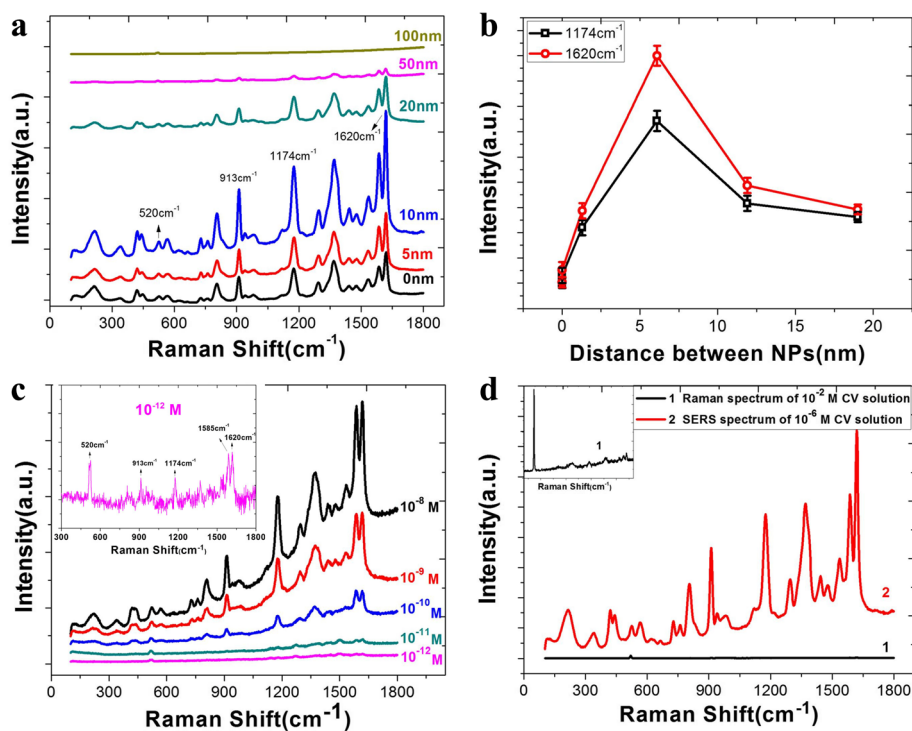 a
100nm
50nm
20nm
10nm
5nm
0nm
520cm⁻¹
913cm⁻¹
1174cm⁻¹
1620cm⁻¹
Intensity(a.u.)
0 300 600 900 1200 1500 1800
Raman Shift(cm⁻¹)
b
1174cm⁻¹
1620cm⁻¹
Intensity(a.u.)
0 5 10 15 20
Distance between NPs(nm)
c
10⁻¹² M
520cm⁻¹
913cm⁻¹
1174cm⁻¹
1585cm⁻¹
1620cm⁻¹
Intensity(a.u.)
300 600 900 1200 1500 1800
Raman Shift(cm⁻¹)
10⁻⁸ M
10⁻⁹ M
10⁻¹⁰ M
10⁻¹¹ M
10⁻¹² M
Intensity(a.u.)
0 300 600 900 1200 1500 1800
Raman Shift(cm⁻¹)
d
1 Raman spectrum of 10⁻² M CV solution
2 SERS spectrum of 10⁻⁶ M CV solution
1
Intensity(a.u.)
Raman Shift(cm⁻¹)
2
1
Intensity(a.u.)
0 300 600 900 1200 1500 1800
Raman Shift(cm⁻¹)